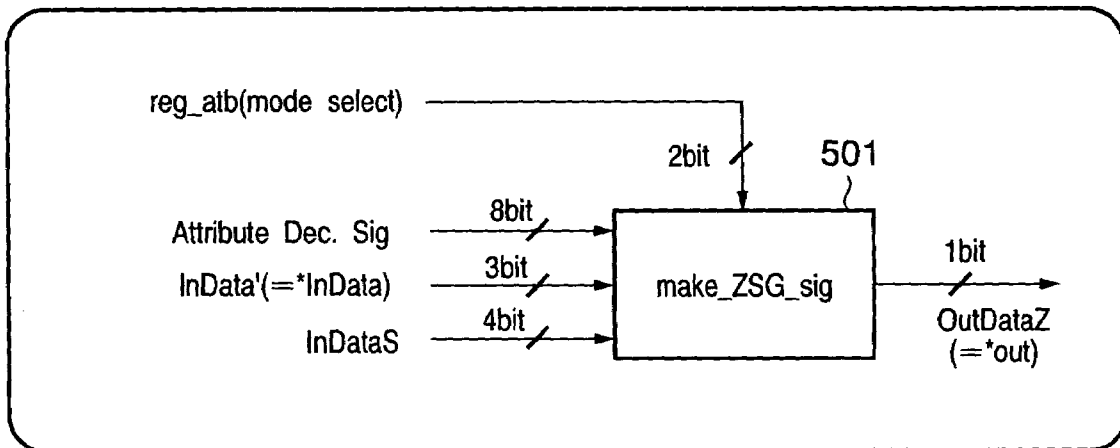 reg_atb(mode select)
2bit
501
Attribute Dec. Sig
8bit
InData'(=*InData)
3bit
InDataS
4bit
make_ZSG_sig
1bit
OutDataZ
(=*out)